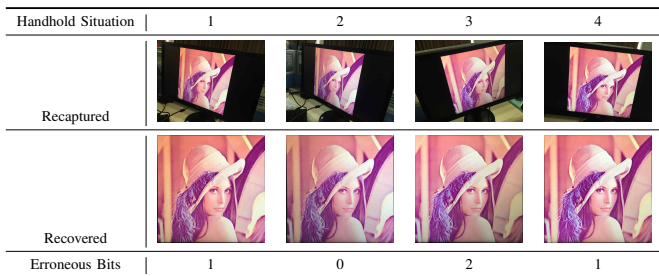 Handhold Situation 1 2 3 4
Recaptured
Recovered
Erroneous Bits 1 0 2 1